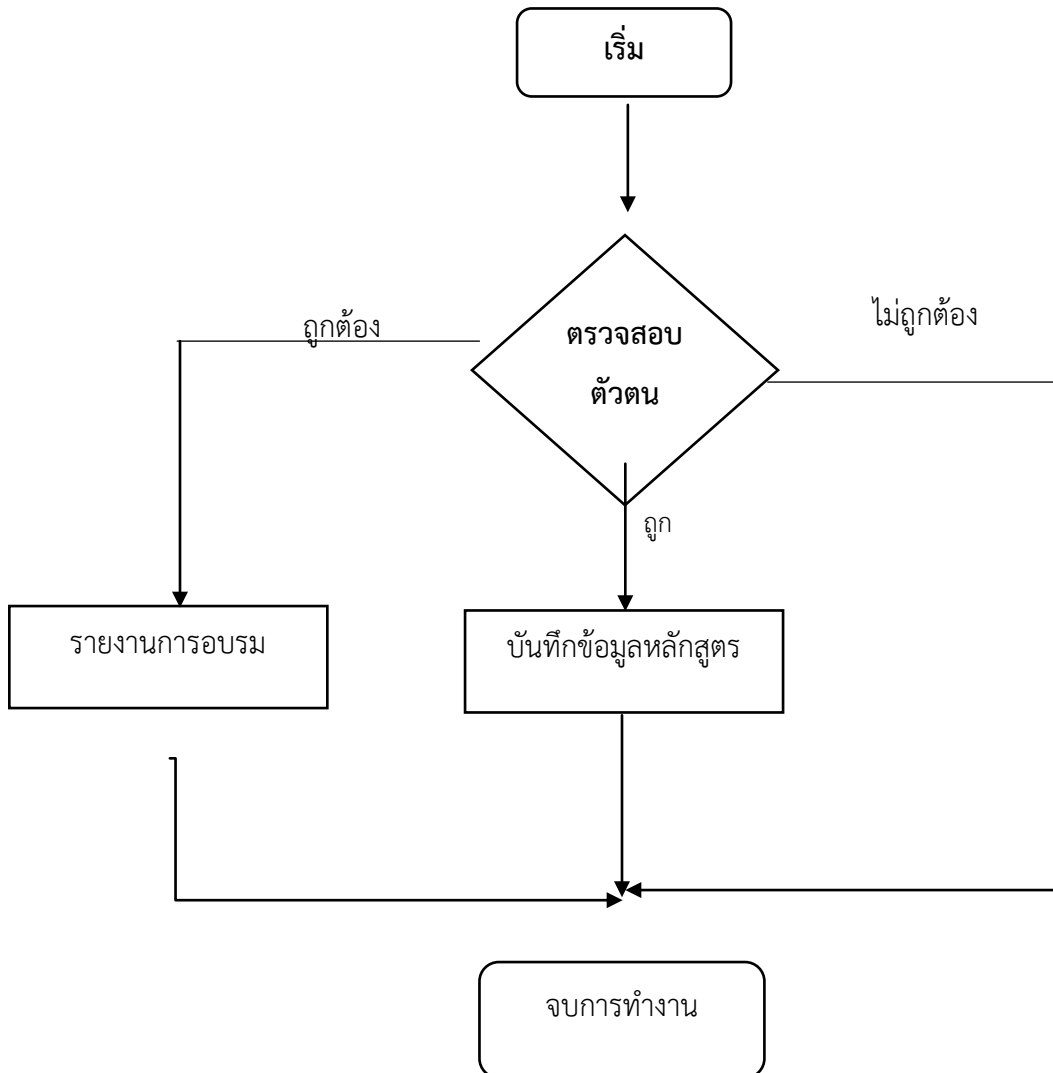 เริ่ม
ถูกต้อง
ไม่ถูกต้อง
ตรวจสอบ
ตัวตน
ถูก
รายงานการอบรม
บันทึกข้อมูลหลักสูตร
จบการทำงาน